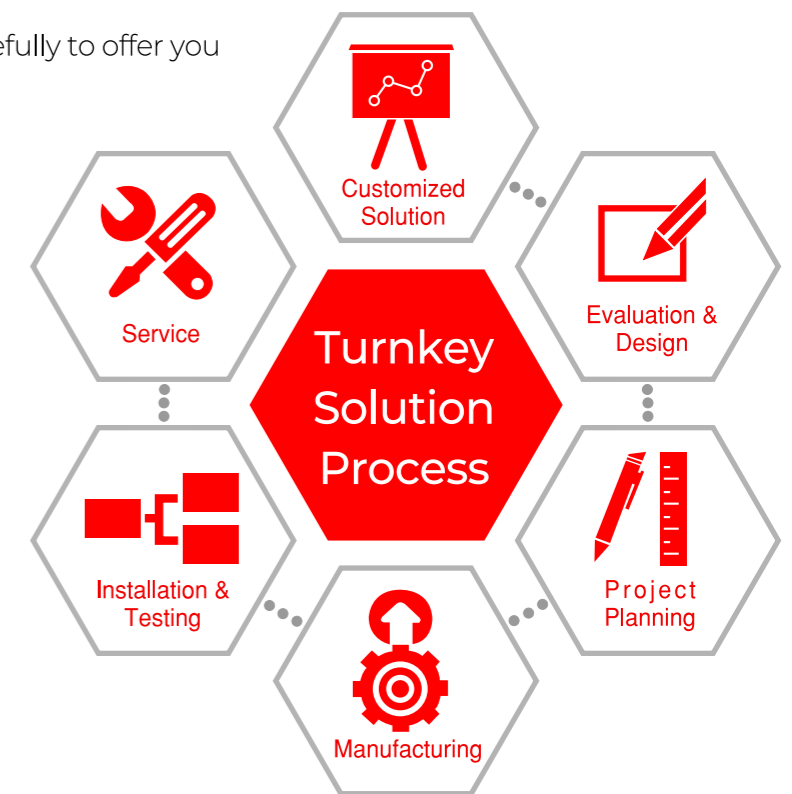 efully to offer you
Customized
Solution
Evaluation &
Design
Project
Planning
Manufacturing
Installation &
Testing
Service
Turnkey
Solution
Process